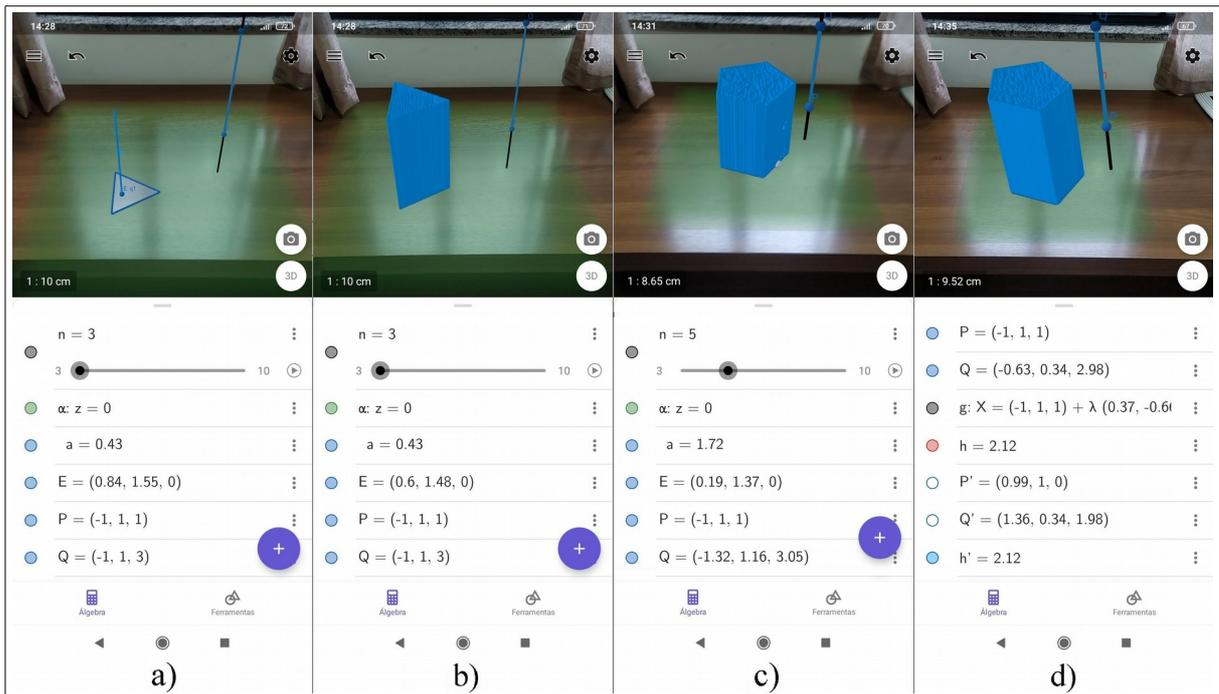 14:28
72
E q1
1 : 10 cm
3D
n = 3
3
10
α: z = 0
a = 0.43
E = (0.84, 1.55, 0)
P = (-1, 1, 1)
Q = (-1, 1, 3)
+
Álgebra
Ferramentas
a)
14:28
71
1 : 10 cm
3D
n = 3
3
10
α: z = 0
a = 0.43
E = (0.6, 1.48, 0)
P = (-1, 1, 1)
Q = (-1, 1, 3)
+
Álgebra
Ferramentas
b)
14:31
70
1 : 8.65 cm
3D
n = 5
3
10
α: z = 0
a = 1.72
E = (0.19, 1.37, 0)
P = (-1, 1, 1)
Q = (-1.32, 1.16, 3.05)
+
Álgebra
Ferramentas
c)
14:35
67
1 : 9.52 cm
3D
P = (-1, 1, 1)
Q = (-0.63, 0.34, 2.98)
g: X = (-1, 1, 1) + λ (0.37, -0.66
h = 2.12
P' = (0.99, 1, 0)
Q' = (1.36, 0.34, 1.98)
h' = 2.12
Álgebra
Ferramentas
d)